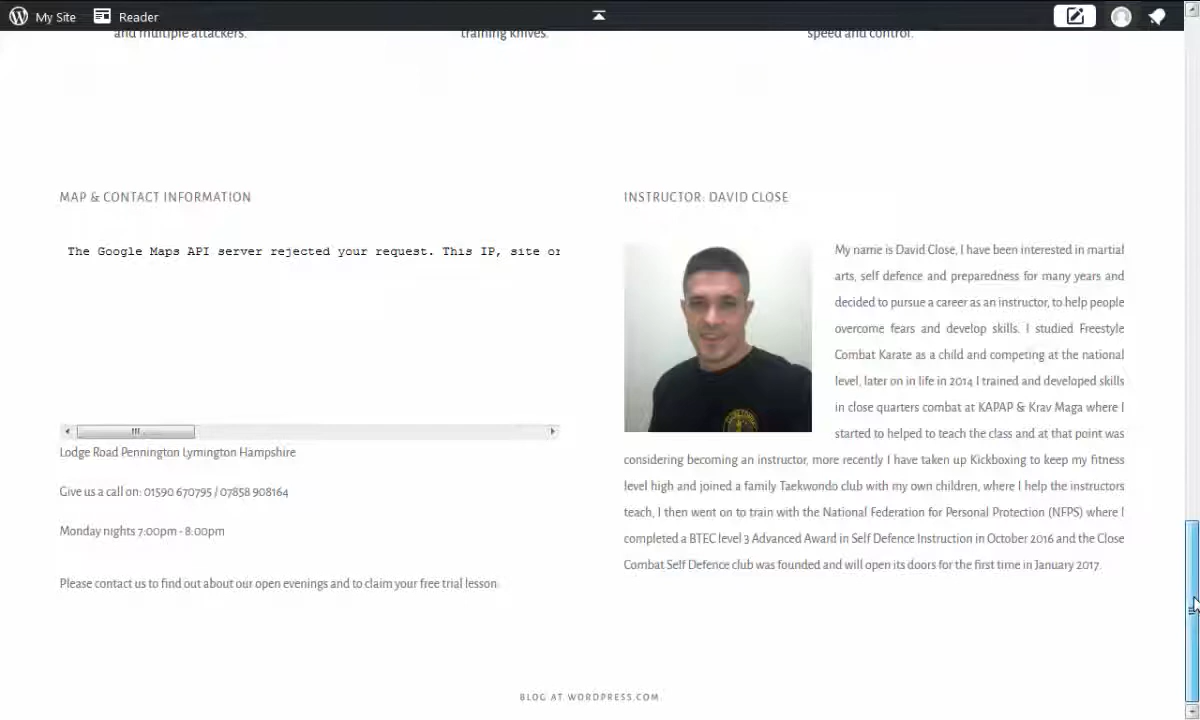 My Site Reader
and multiple attackers.
training knives.
speed and control.
MAP & CONTACT INFORMATION
The Google Maps API server rejected your request. This IP, site or
Lodge Road Pennington Lymington Hampshire
Give us a call on: 01590 670795 / 07858 908164
Monday nights 7:00pm - 8:00pm
Please contact us to find out about our open evenings and to claim your free trial lesson.
INSTRUCTOR: DAVID CLOSE
My name is David Close, I have been interested in martial
arts, self defence and preparedness for many years and
decided to pursue a career as an instructor, to help people
overcome fears and develop skills. I studied Freestyle
Combat Karate as a child and competing at the national
level, later on in life in 2014 I trained and developed skills
in close quarters combat at KAPAP & Krav Maga where I
started to helped to teach the class and at that point was
considering becoming an instructor, more recently I have taken up Kickboxing to keep my fitness
level high and joined a family Taekwondo club with my own children, where I help the instructors
teach, I then went on to train with the National Federation for Personal Protection (NFPS) where I
completed a BTEC level 3 Advanced Award in Self Defence Instruction in October 2016 and the Close
Combat Self Defence club was founded and will open its doors for the first time in January 2017.
BLOG AT WORDPRESS.COM.